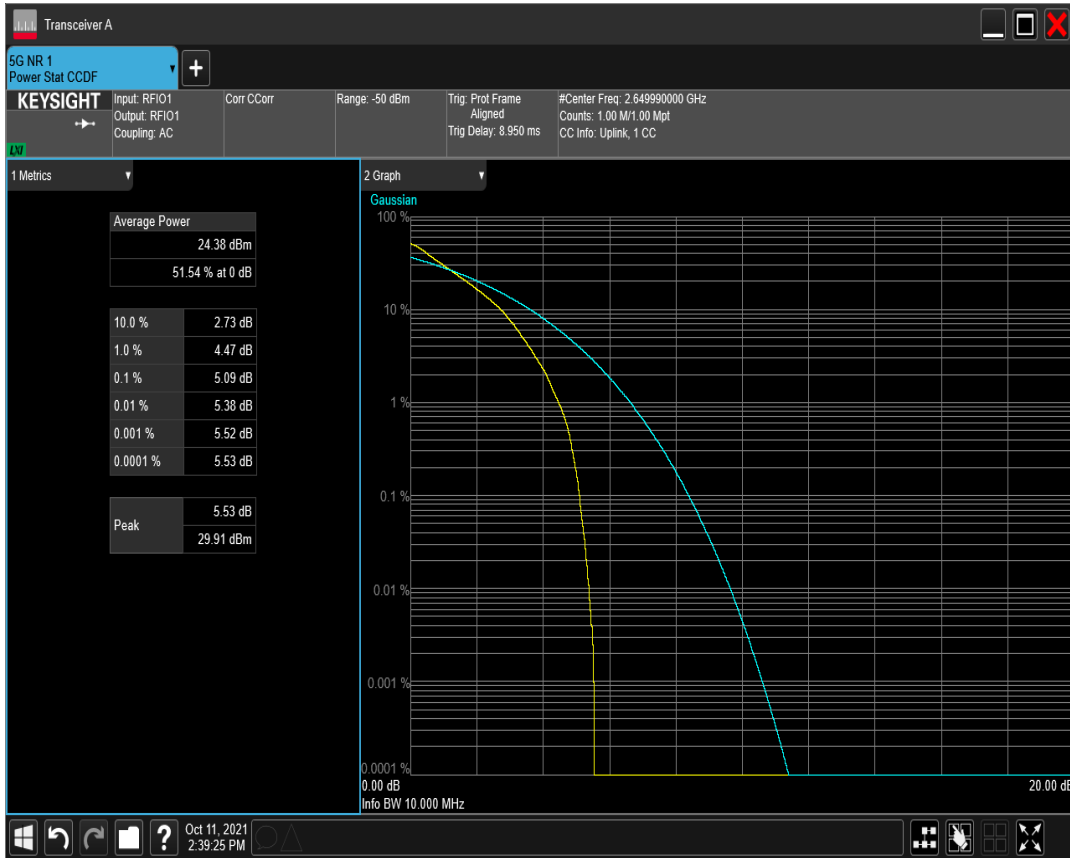 Transceiver A
5G NR 1
Power Stat CCDF
KEYSIGHT
LXI
Input: RFIO1
Output: RFIO1
Coupling: AC
Corr CCorr
Range: -50 dBm
Trig: Prot Frame
Aligned
Trig Delay: 8.950 ms
#Center Freq: 2.649990000 GHz
Counts: 1.00 M/1.00 Mpt
CC Info: Uplink, 1 CC
1 Metrics
Average Power
24.38 dBm
51.54 % at 0 dB
10.0 % 2.73 dB
1.0 % 4.47 dB
0.1 % 5.09 dB
0.01 % 5.38 dB
0.001 % 5.52 dB
0.0001 % 5.53 dB
Peak
5.53 dB
29.91 dBm
2 Graph
Gaussian
100 %
10 %
1 %
0.1 %
0.01 %
0.001 %
0.0001 %
0.00 dB
20.00 dB
Info BW 10.000 MHz
?
Oct 11, 2021
2:39:25 PM